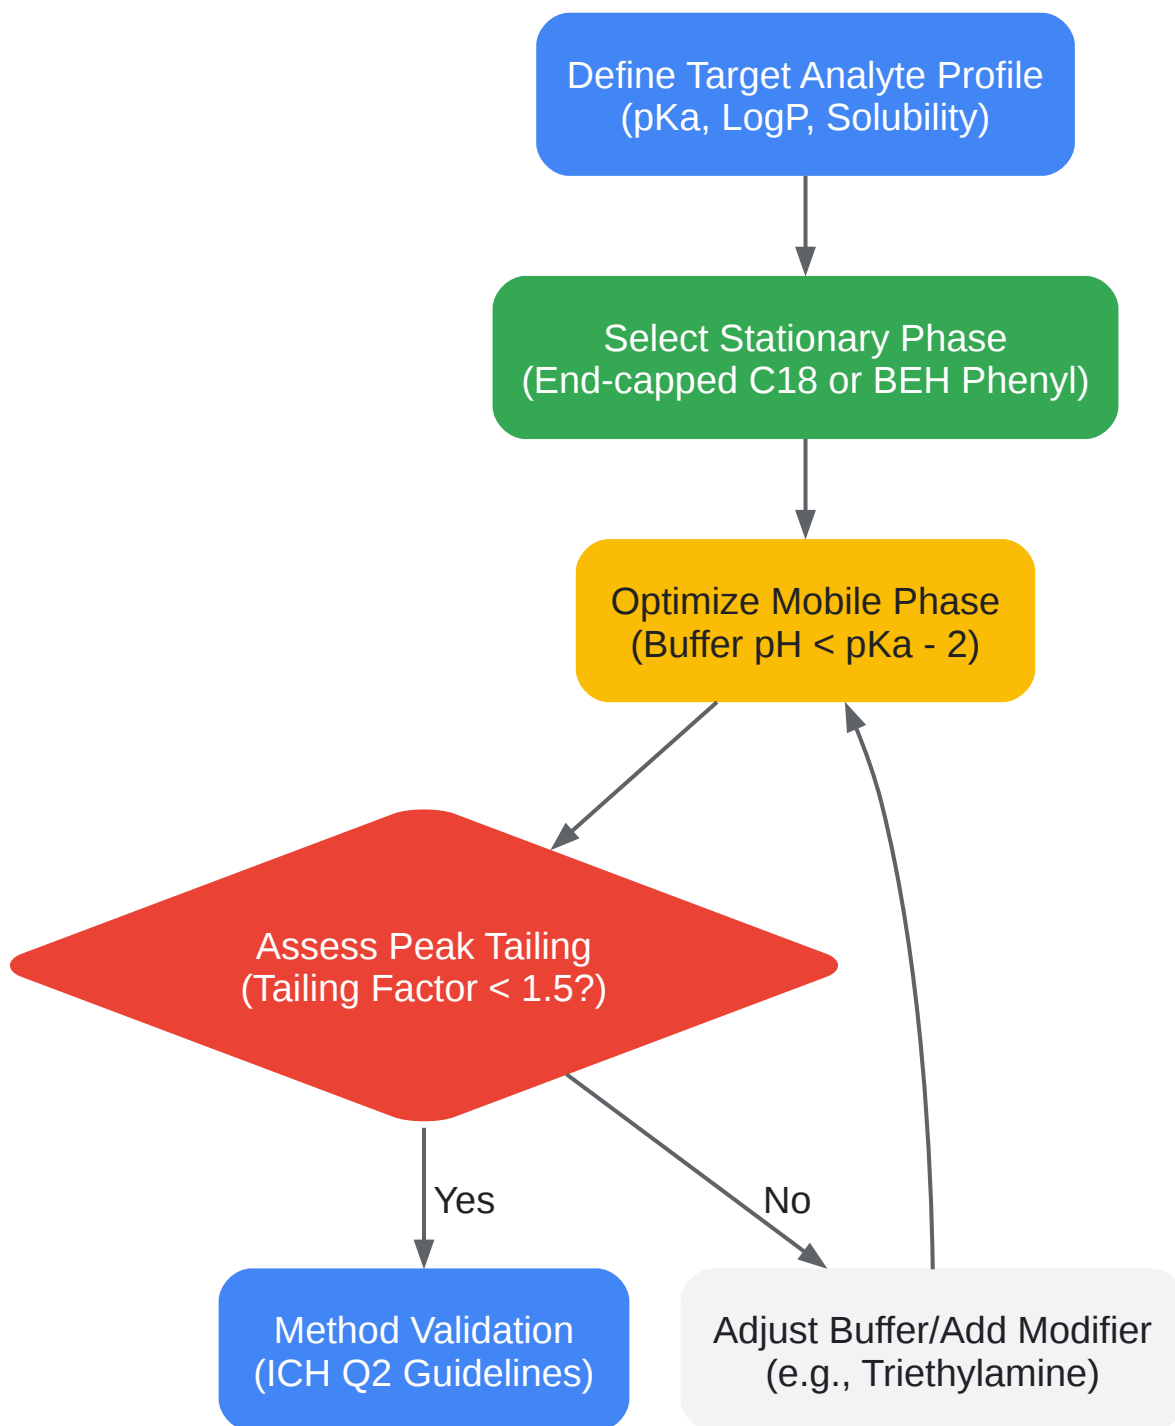 Define Target Analyte Profile
(pKa, LogP, Solubility)
Select Stationary Phase
(End-capped C18 or BEH Phenyl)
Optimize Mobile Phase
(Buffer pH < pKa - 2)
Assess Peak Tailing
(Tailing Factor < 1.5?)
Yes
No
Method Validation
(ICH Q2 Guidelines)
Adjust Buffer/Add Modifier
(e.g., Triethylamine)